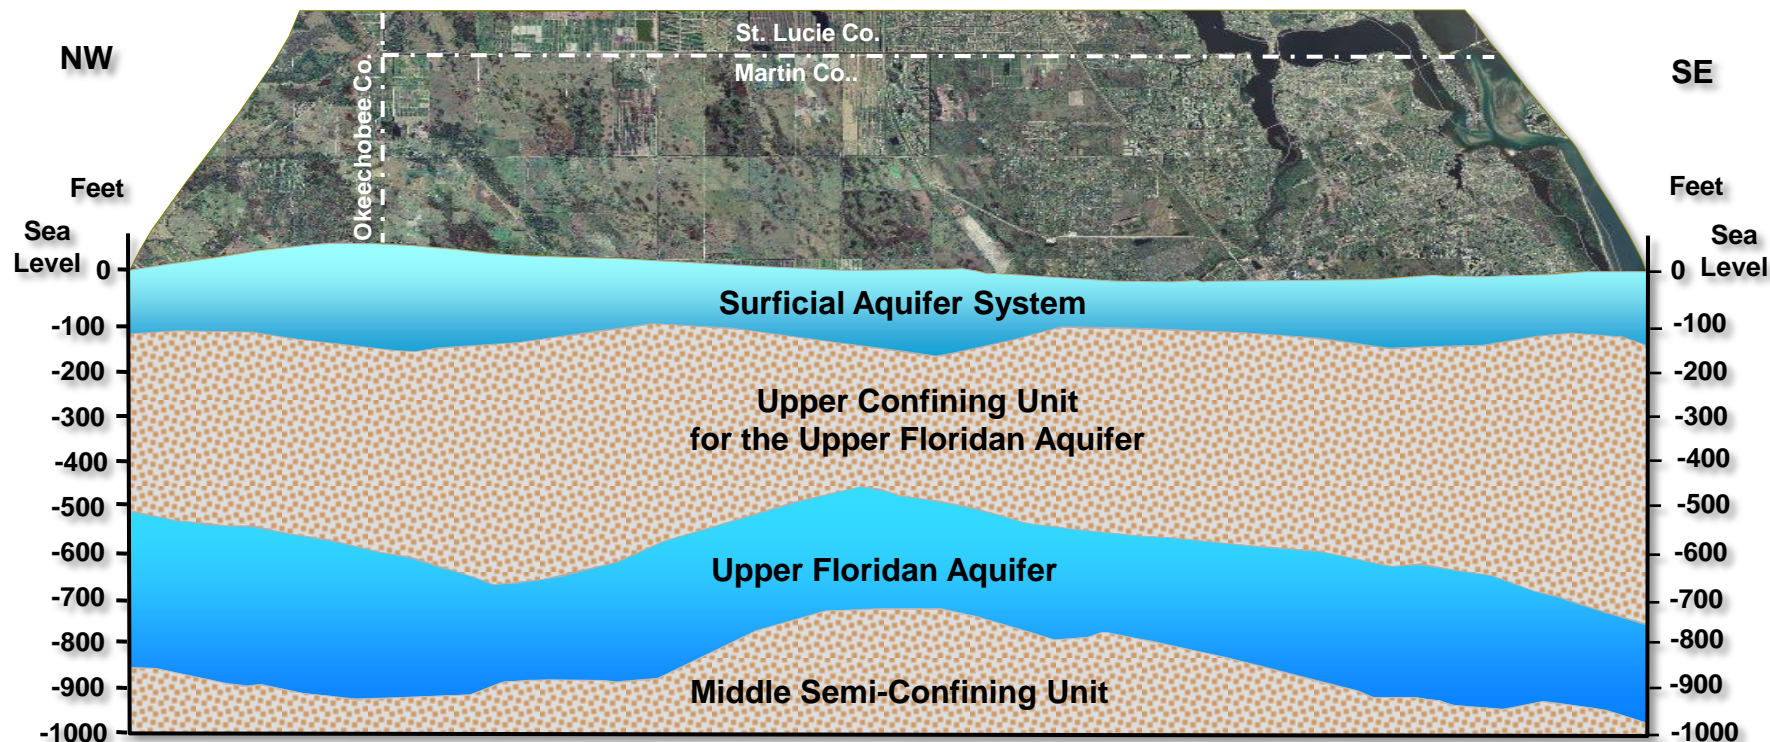 NW
St. Lucie Co.
Martin Co..
Okeechobee Co.
SE
Feet
Sea
Level
0
-100
-200
-300
-400
-500
-600
-700
-800
-900
-1000
Surficial Aquifer System
Upper Confining Unit
for the Upper Floridan Aquifer
Upper Floridan Aquifer
Middle Semi-Confining Unit
Feet
Sea
Level
0
-100
-200
-300
-400
-500
-600
-700
-800
-900
-1000